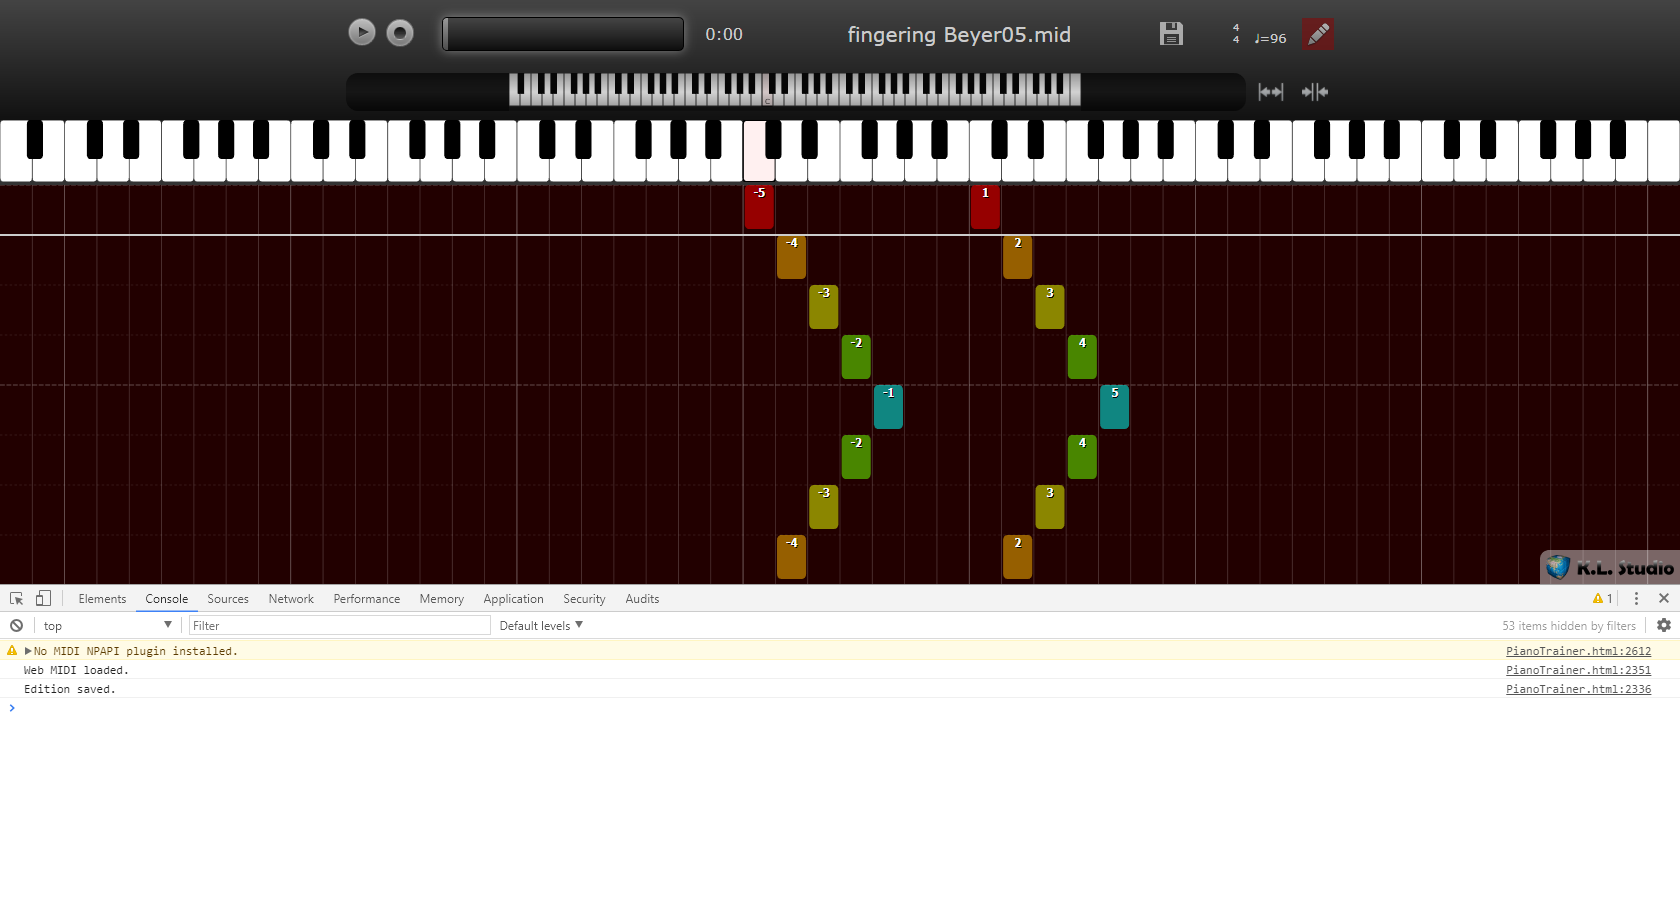 0:00
fingering Beyer05.mid
4
4
♩=96
C
-5 1
-4 2
-3 3
-2 4
-1 5
-2 4
-3 3
-4 2
K.L. Studio
Elements Console Sources Network Performance Memory Application Security Audits 1
top Filter Default levels 53 items hidden by filters
No MIDI NPAPI plugin installed. PianoTrainer.html:2612
Web MIDI loaded. PianoTrainer.html:2351
Edition saved. PianoTrainer.html:2336